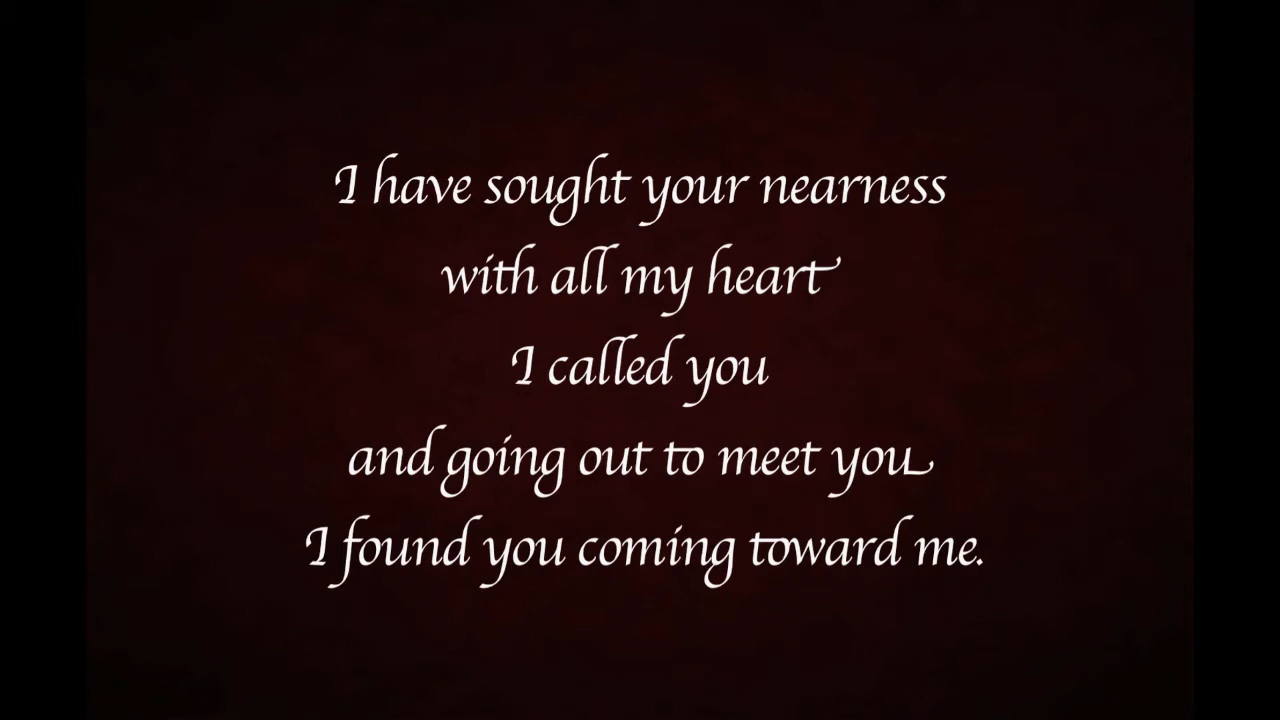 I have sought your nearness
with all my heart
I called you
and going out to meet you
I found you coming toward me.